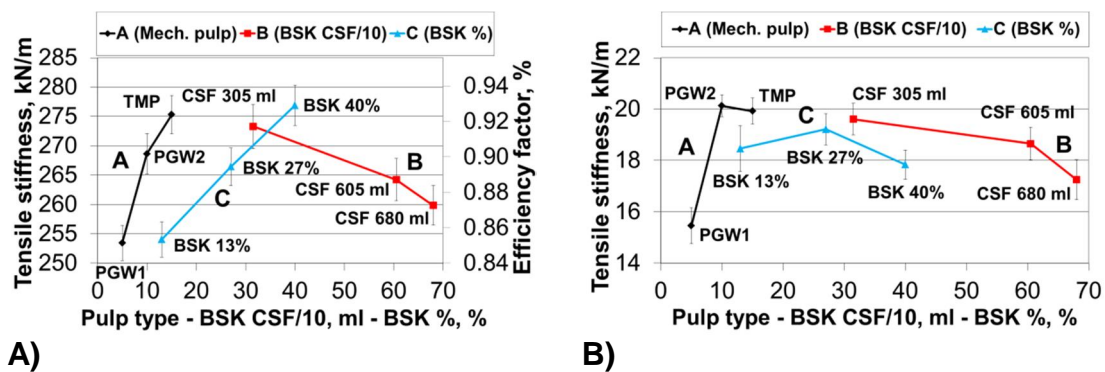 A (Mech. pulp) B (BSK CSF/10) C (BSK %)
Tensile stiffness, kN/m
285
280
275
270
265
260
255
250
0.94
0.92
0.90
0.88
0.86
0.84
Efficiency factor, %
TMP
PGW2
PGW1
A
CSF 305 ml
CSF 605 ml
CSF 680 ml
B
BSK 40%
BSK 27%
BSK 13%
C
0 10 20 30 40 50 60 70
Pulp type - BSK CSF/10, ml - BSK %, %
A)
A (Mech. pulp) B (BSK CSF/10) C (BSK %)
Tensile stiffness, kN/m
22
20
18
16
14
PGW2
TMP
PGW1
A
CSF 305 ml
CSF 605 ml
CSF 680 ml
B
C
BSK 13%
BSK 27%
BSK 40%
0 10 20 30 40 50 60 70
Pulp type - BSK CSF/10, ml - BSK %, %
B)